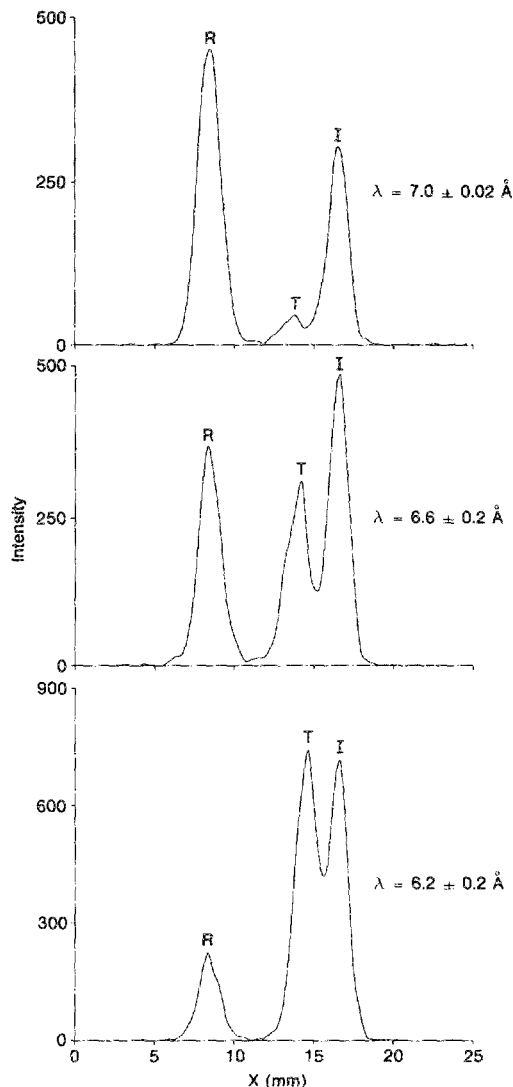 500
R
I
250
λ = 7.0 ± 0.02 Å
T
0
500
I
R
T
250
λ = 6.6 ± 0.2 Å
Intensity
0
900
T
I
600
λ = 6.2 ± 0.2 Å
300
R
0
0 5 10 15 20 25
X (mm)